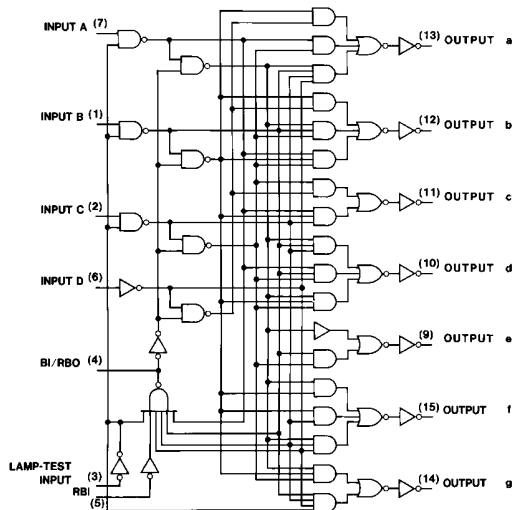 INPUT A (7)
(13) OUTPUT a
INPUT B (1)
(12) OUTPUT b
(11) OUTPUT c
INPUT C (2)
INPUT D (6)
(10) OUTPUT d
(9) OUTPUT e
BI/RBO (4)
(15) OUTPUT f
LAMP-TEST
INPUT (3)
RBI (5)
(14) OUTPUT g